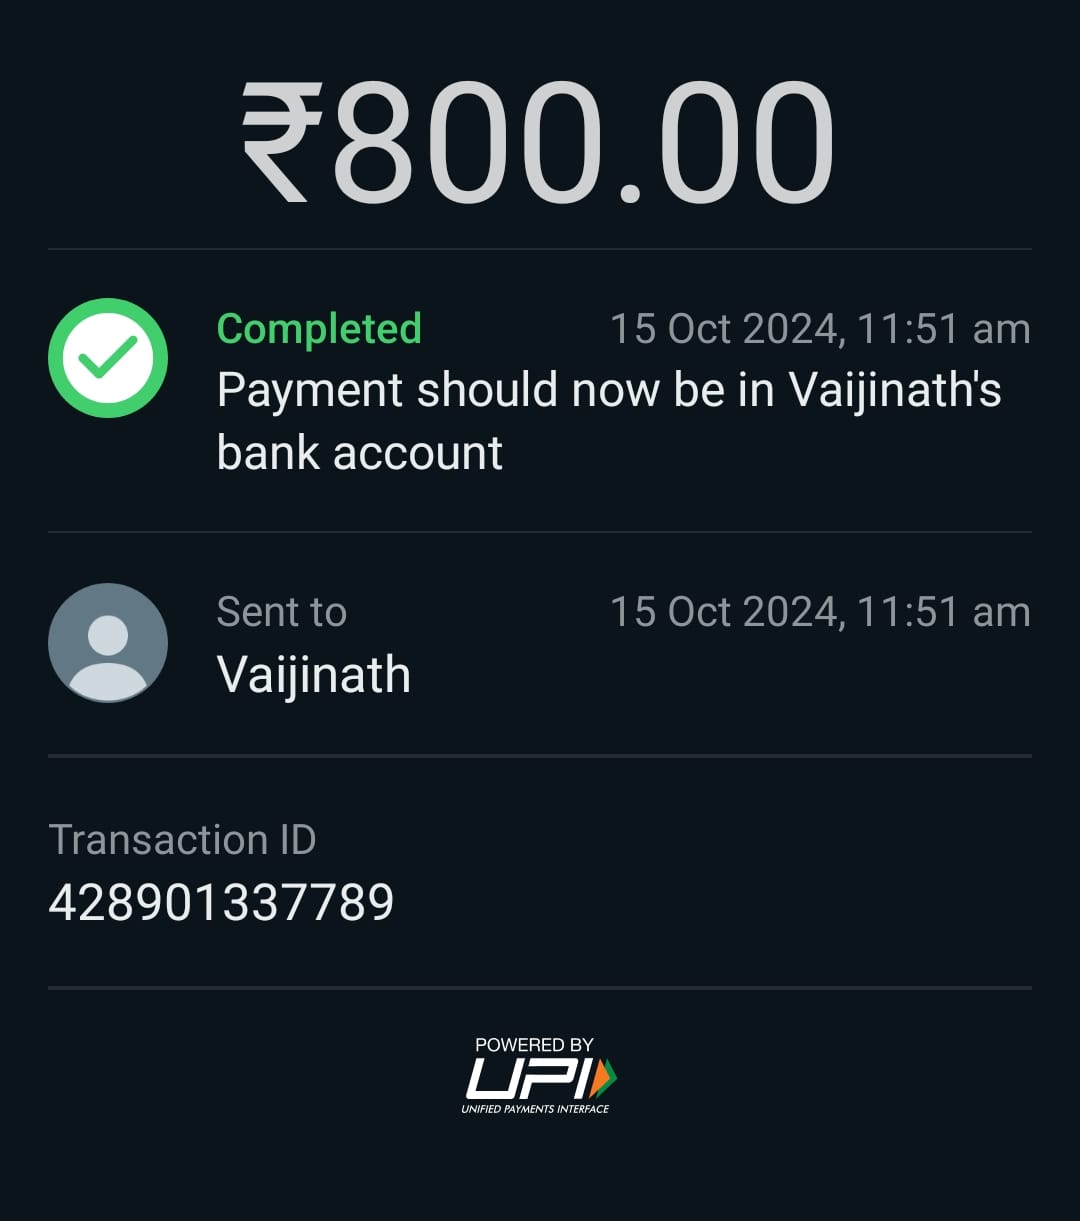 ₹800.00
Completed 15 Oct 2024, 11:51 am
Payment should now be in Vaijinath's
bank account
Sent to 15 Oct 2024, 11:51 am
Vaijinath
Transaction ID
428901337789
POWERED BY
UPI
UNIFIED PAYMENTS INTERFACE